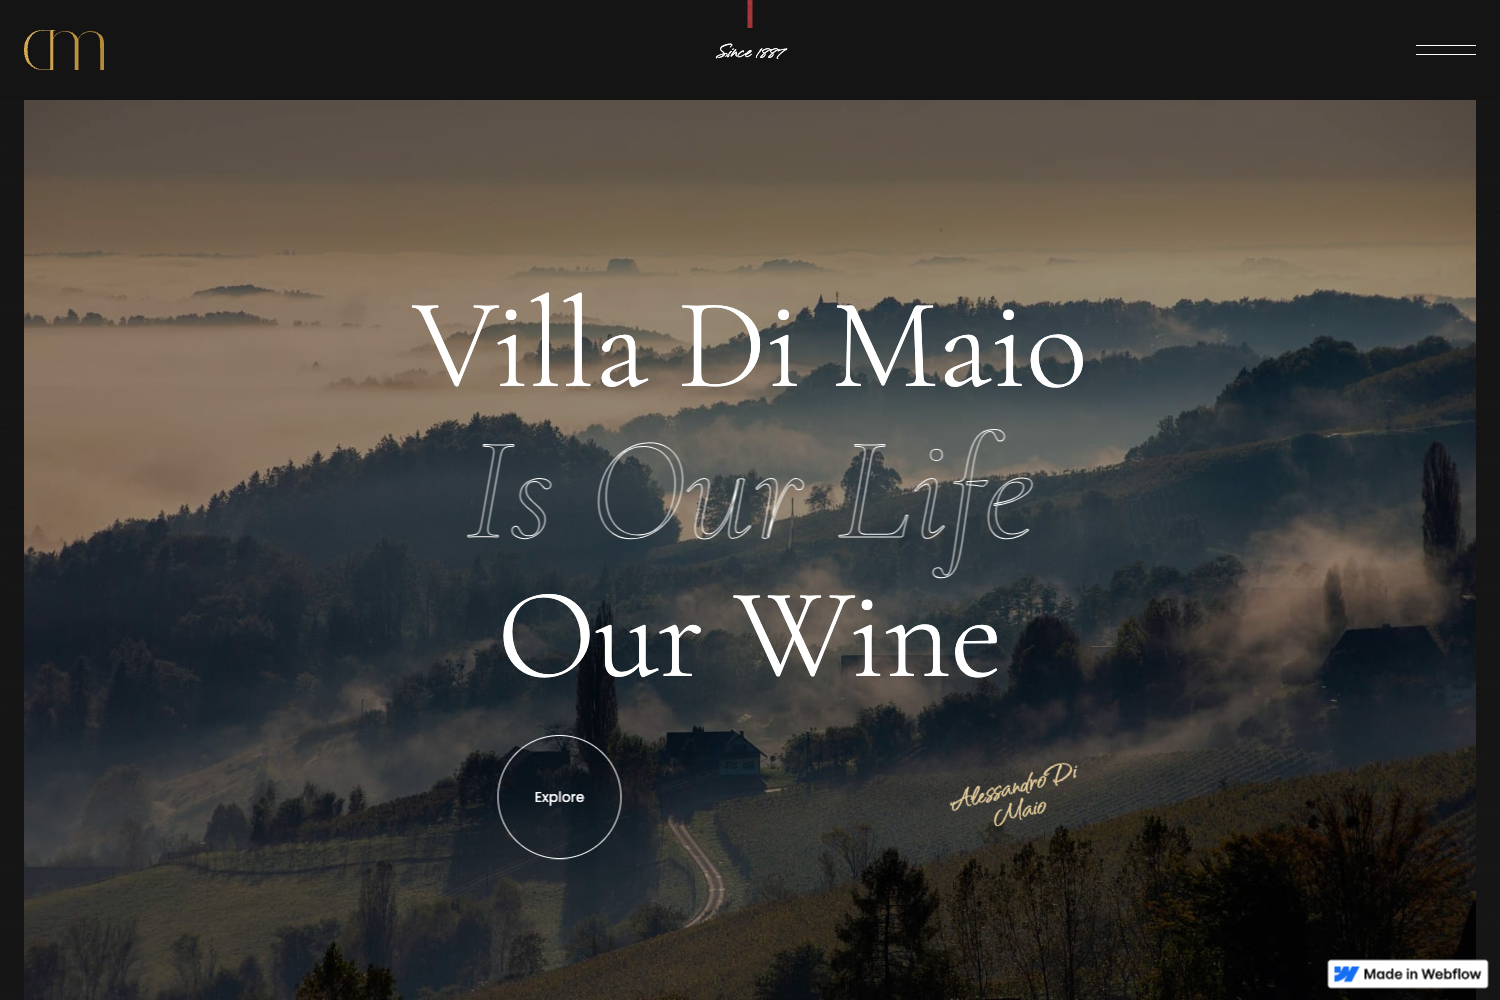 dm
Since 1887
Villa Di Maio
Is Our Life
Our Wine
Explore
Alessandro Di
Maio
Made in Webflow